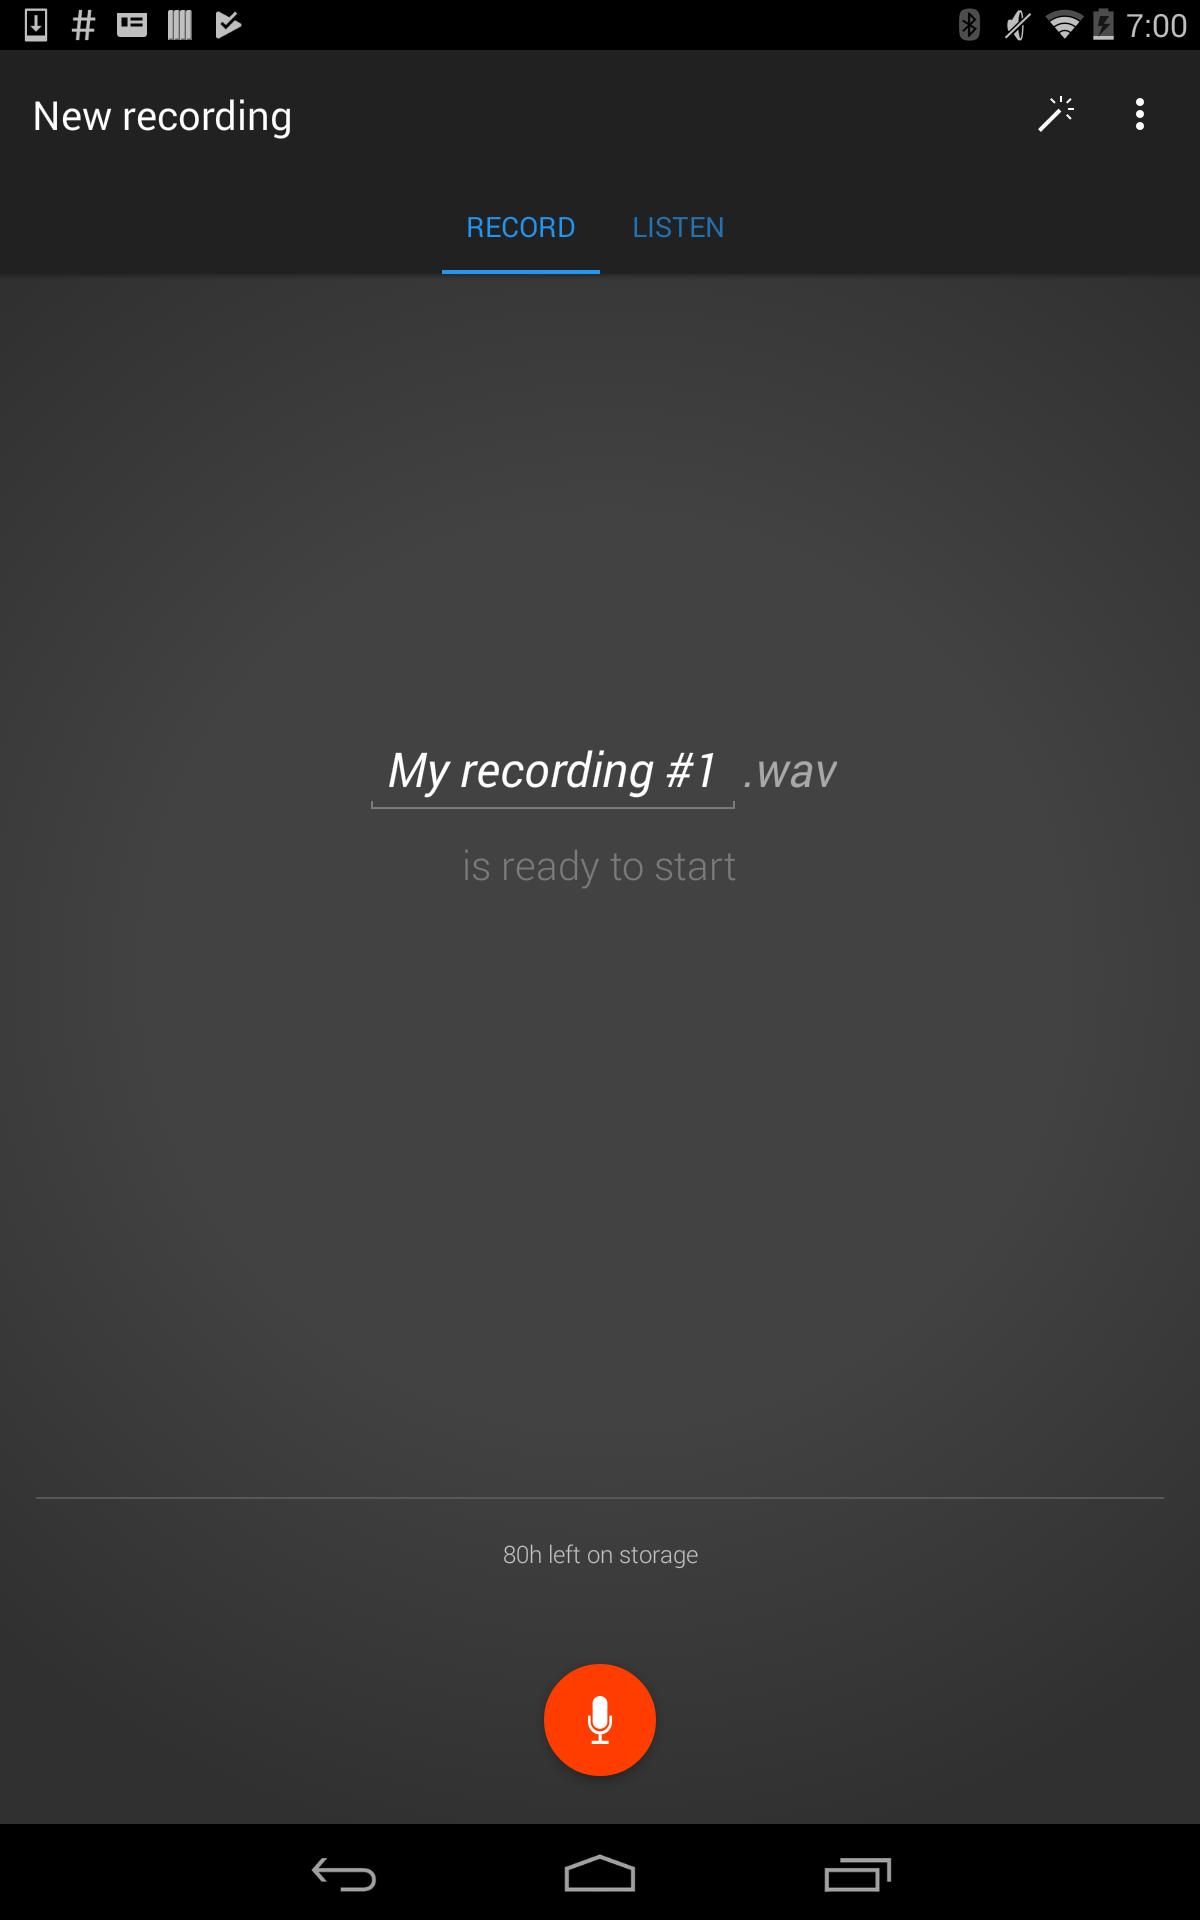 7:00
New recording
RECORD LISTEN
My recording #1 .wav
is ready to start
80h left on storage